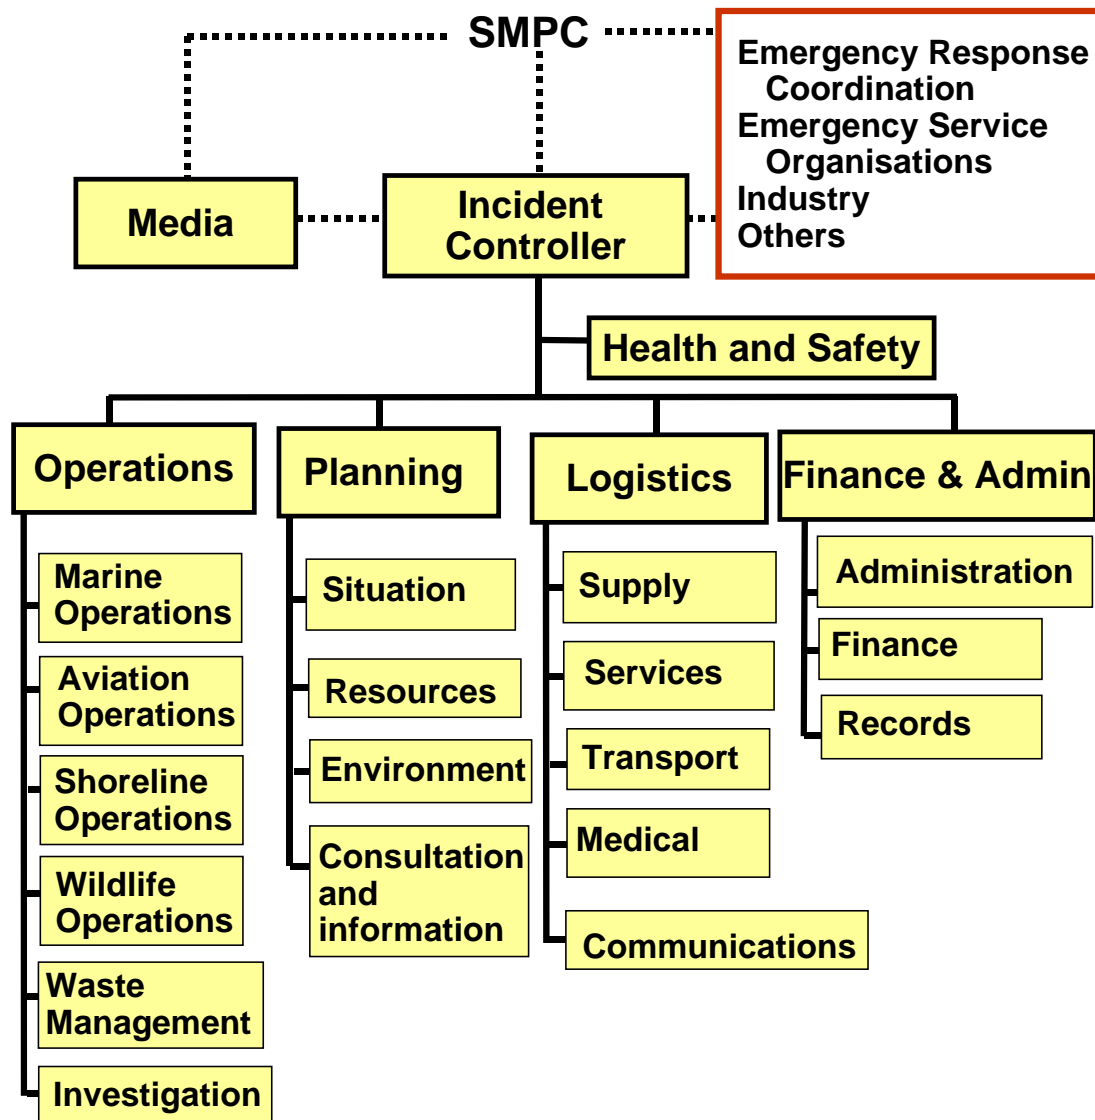 SMPC
Emergency Response
Coordination
Emergency Service
Organisations
Industry
Others
Media
Incident
Controller
Health and Safety
Operations
Planning
Logistics
Finance & Admin
Marine
Operations
Aviation
Operations
Shoreline
Operations
Wildlife
Operations
Waste
Management
Investigation
Situation
Resources
Environment
Consultation
and
information
Supply
Services
Transport
Medical
Communications
Administration
Finance
Records